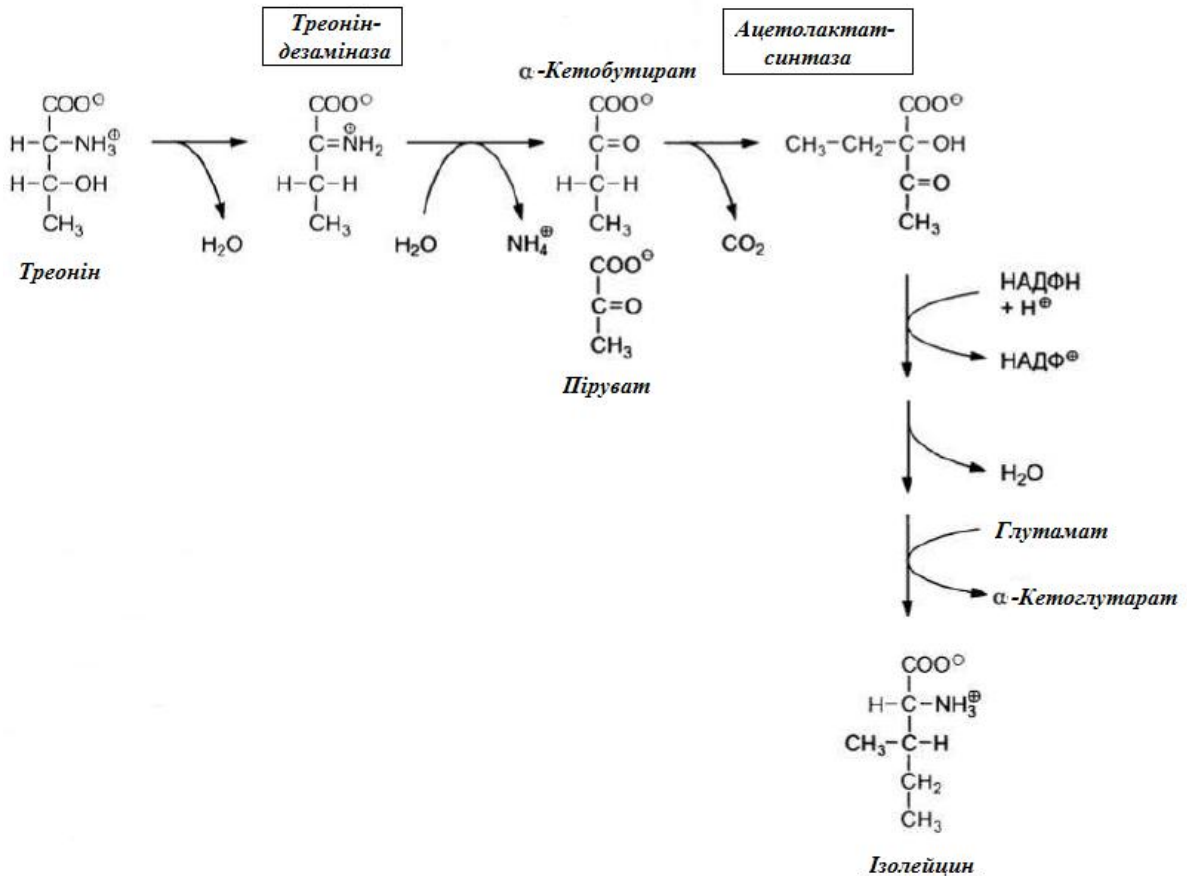 Треонін-
дезаміназа
Ацетолактат-
синтаза
α-Кетобутират
COO⊖
H–C–NH₃⊕
H–C–OH
CH₃
Треонін
H₂O
COO⊖
C=N⊕H₂
H–C–H
CH₃
H₂O
NH₄⊕
COO⊖
C=O
H–C–H
CH₃
COO⊖
C=O
CH₃
Піруват
CO₂
COO⊖
CH₃–CH₂–C–OH
C=O
CH₃
НАДФН
+ H⊕
НАДФ⊕
H₂O
Глутамат
α-Кетоглутарат
COO⊖
H–C–NH₃⊕
CH₃–C–H
CH₂
CH₃
Ізолейцин